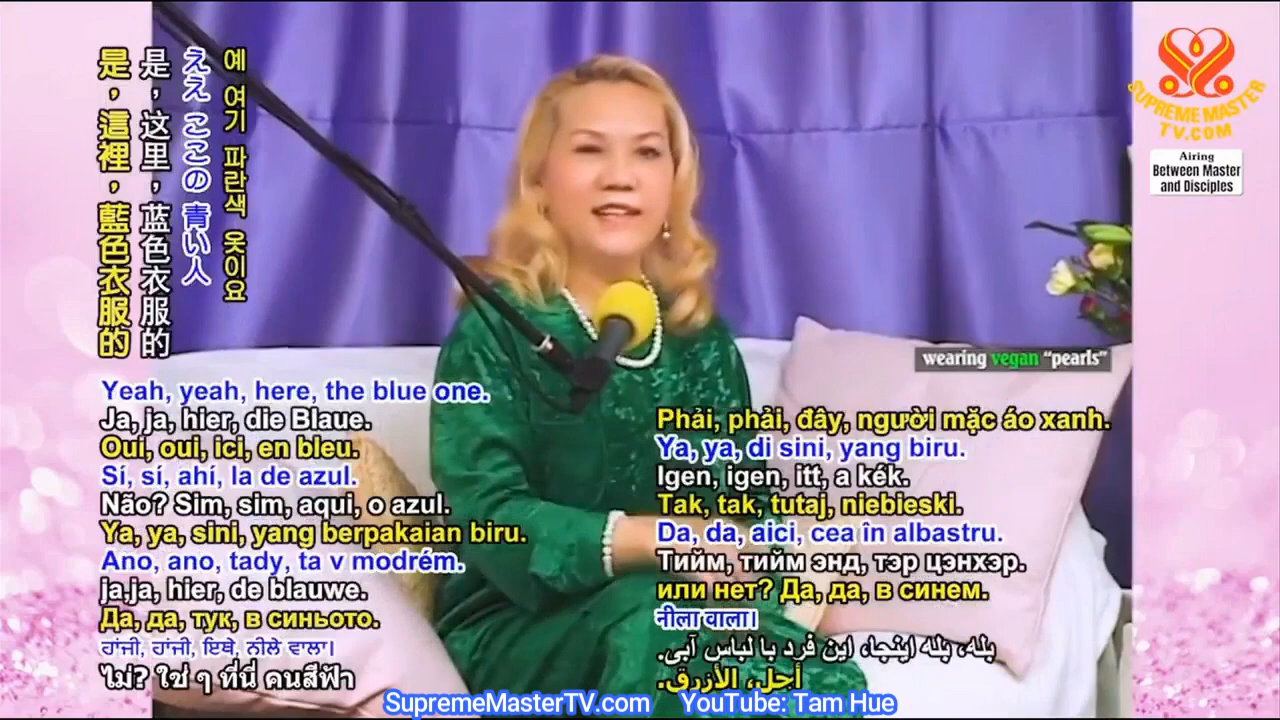 예 여기 파란색 옷이요
ええ ここの 青い人
是，这里，蓝色衣服的
是，這裡，藍色衣服的
SUPREME MASTER
TV.COM
Airing
Between Master
and Disciples
wearing vegan “pearls”
Yeah, yeah, here, the blue one.
Ja, ja, hier, die Blaue.
Oui, oui, ici, en bleu.
Sí, sí, ahí, la de azul.
Não? Sim, sim, aqui, o azul.
Ya, ya, sini, yang berpakaian biru.
Ano, ano, tady, ta v modrém.
ja,ja, hier, de blauwe.
Да, да, тук, в синьото.
ਹਾਂਜੀ, ਹਾਂਜੀ, ਇਥੇ, ਨੀਲੇ ਵਾਲਾ।
ไม่? ใช่ ๆ ที่นี่ คนสีฟ้า
Phải, phải, đây, người mặc áo xanh.
Ya, ya, di sini, yang biru.
Igen, igen, itt, a kék.
Tak, tak, tutaj, niebieski.
Da, da, aici, cea în albastru.
Тийм, тийм энд, тэр цэнхэр.
или нет? Да, да, в синем.
नीला वाला।
بله، بله اینجا، این فرد با لباس آبی.
أجل، الأزرق.
SupremeMasterTV.com YouTube: Tam Hue